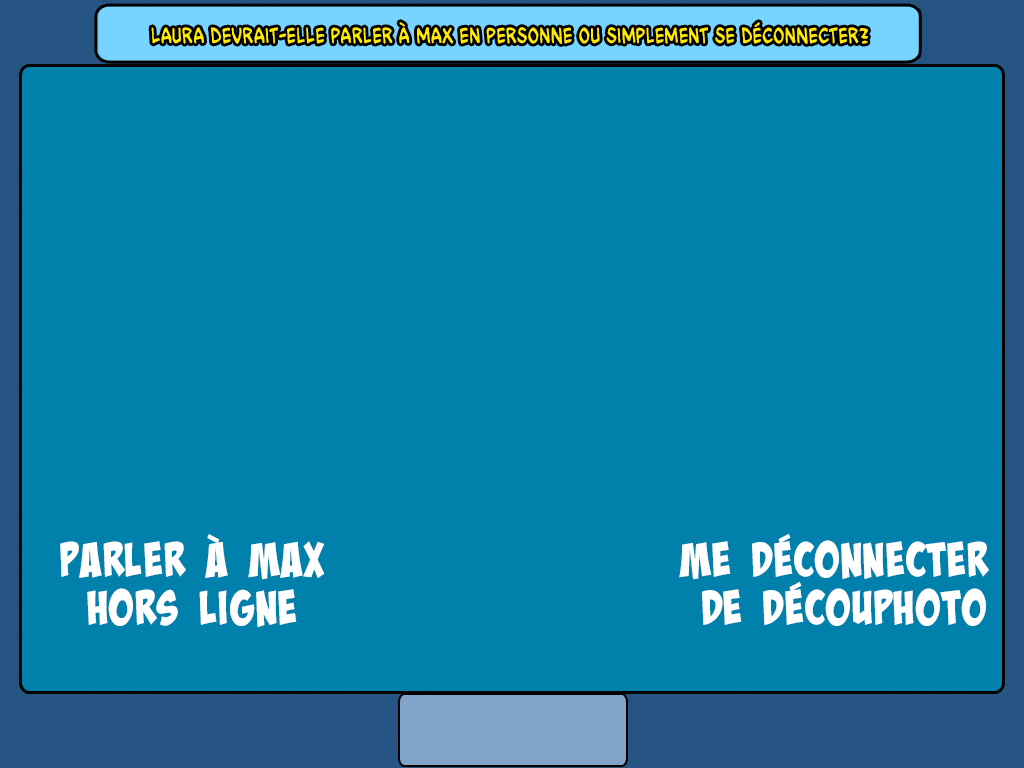 LAURA DEVRAIT-ELLE PARLER À MAX EN PERSONNE OU SIMPLEMENT SE DÉCONNECTER?
PARLER À MAX
HORS LIGNE
ME DÉCONNECTER
DE DÉCOUPHOTO